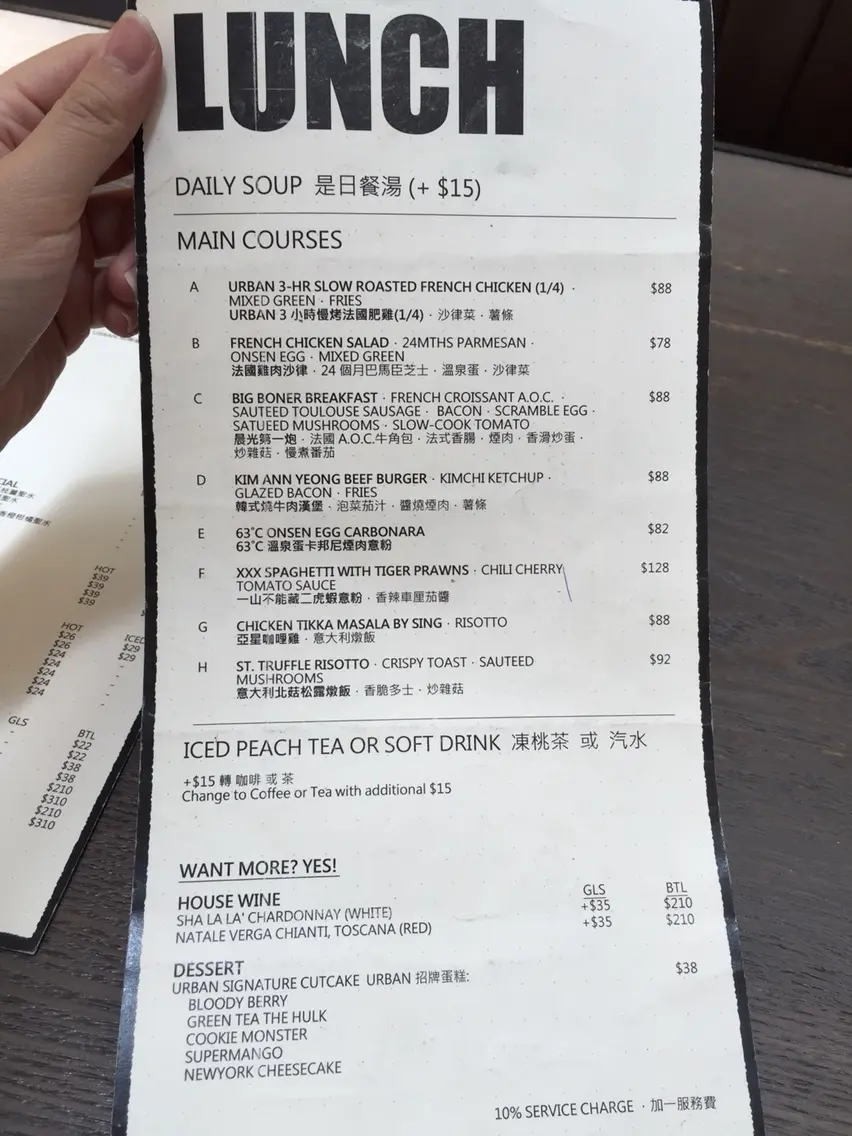 LUNCH
DAILY SOUP 是日餐湯 (+ $15)
MAIN COURSES
A URBAN 3-HR SLOW ROASTED FRENCH CHICKEN (1/4) · $88
MIXED GREEN · FRIES
URBAN 3 小時慢烤法國肥雞(1/4) · 沙律菜 · 薯條
B FRENCH CHICKEN SALAD · 24MTHS PARMESAN · $78
ONSEN EGG · MIXED GREEN
法國雞肉沙律 · 24 個月巴馬臣芝士 · 溫泉蛋 · 沙律菜
C BIG BONER BREAKFAST · FRENCH CROISSANT A.O.C. · $88
SAUTEED TOULOUSE SAUSAGE · BACON · SCRAMBLE EGG ·
SATUEED MUSHROOMS · SLOW-COOK TOMATO
晨光第一炮 · 法國 A.O.C.牛角包 · 法式香腸 · 煙肉 · 香滑炒蛋 ·
炒雜菇 · 慢煮番茄
D KIM ANN YEONG BEEF BURGER · KIMCHI KETCHUP · $88
GLAZED BACON · FRIES
韓式燒牛肉漢堡 · 泡菜茄汁 · 醬燒煙肉 · 薯條
E 63°C ONSEN EGG CARBONARA $82
63°C 溫泉蛋卡邦尼煙肉意粉
F XXX SPAGHETTI WITH TIGER PRAWNS · CHILI CHERRY $128
TOMATO SAUCE
一山不能藏二虎蝦意粉 · 香辣車厘茄醬
G CHICKEN TIKKA MASALA BY SING · RISOTTO $88
亞星咖喱雞 · 意大利燉飯
H ST. TRUFFLE RISOTTO · CRISPY TOAST · SAUTEED $92
MUSHROOMS
意大利北菇松露燉飯 · 香脆多士 · 炒雜菇
ICED PEACH TEA OR SOFT DRINK 凍桃茶 或 汽水
+$15 轉 咖啡 或 茶
Change to Coffee or Tea with additional $15
WANT MORE? YES!
HOUSE WINE GLS BTL
SHA LA LA' CHARDONNAY (WHITE) +$35 $210
NATALE VERGA CHIANTI, TOSCANA (RED) +$35 $210
DESSERT
URBAN SIGNATURE CUTCAKE URBAN 招牌蛋糕: $38
BLOODY BERRY
GREEN TEA THE HULK
COOKIE MONSTER
SUPERMANGO
NEWYORK CHEESECAKE
10% SERVICE CHARGE · 加一服務費
HOT
$39
$39
$39
$39
HOT ICED
$26 $29
$26 $29
$24
$24
$24
$24
GLS BTL
$22
$22
$38
$38
$210
$310
$210
$310